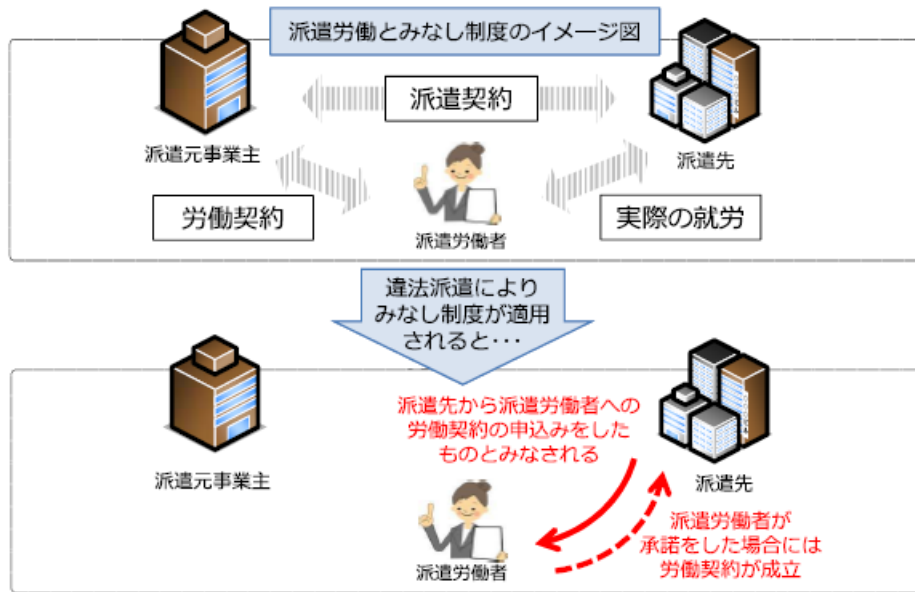 派遣労働とみなし制度のイメージ図
派遣契約
派遣元事業主
派遣先
労働契約
実際の就労
派遣労働者
違法派遣により
みなし制度が適用
されると・・・
派遣先から派遣労働者への
労働契約の申込みをした
ものとみなされる
派遣元事業主
派遣先
派遣労働者が
承諾をした場合には
労働契約が成立
派遣労働者